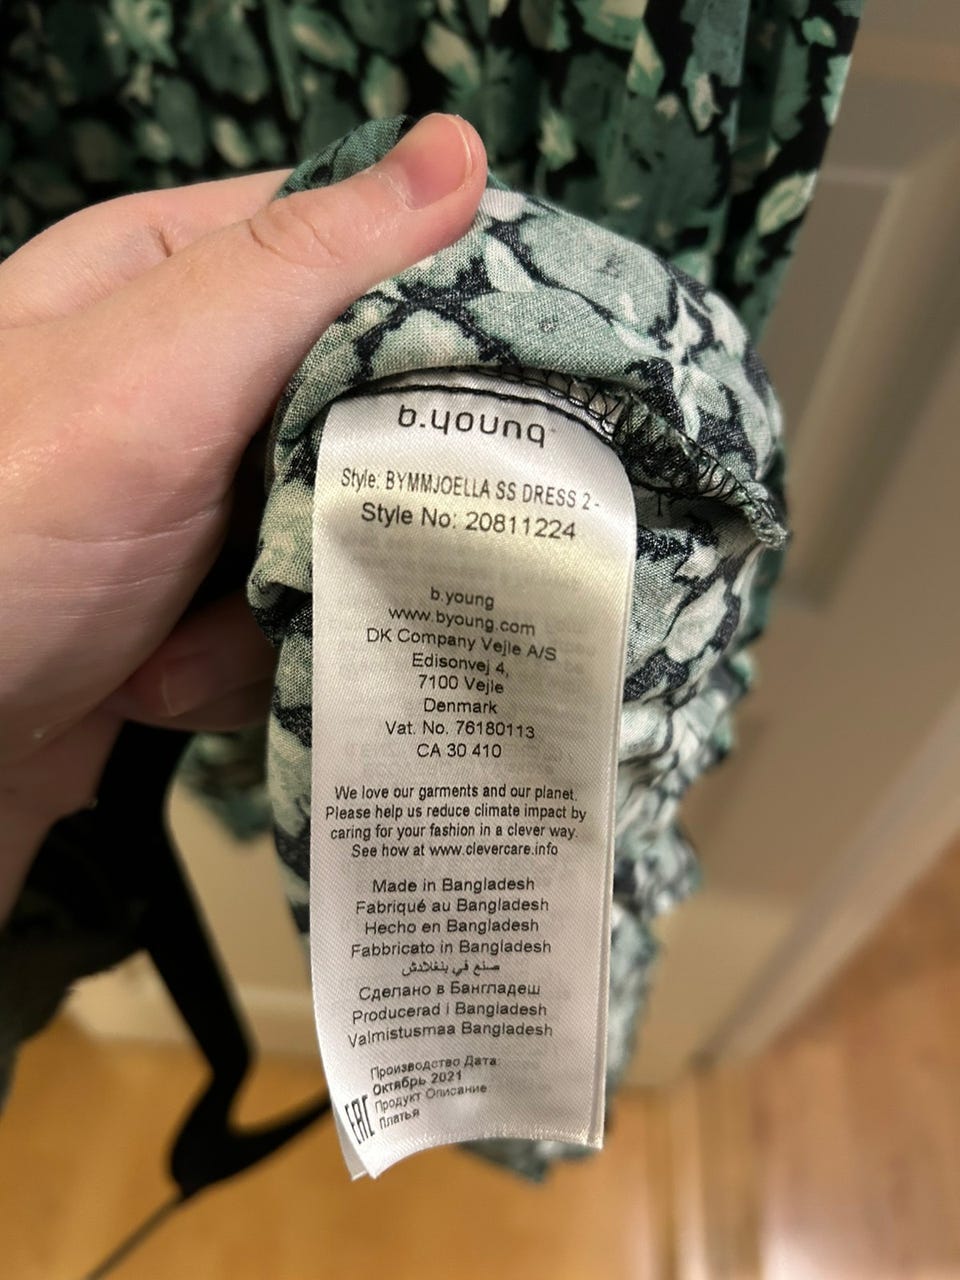 b.young
Style: BYMMJOELLA SS DRESS 2 -
Style No: 20811224
b.young
www.byoung.com
DK Company Vejle A/S
Edisonvej 4,
7100 Vejle
Denmark
Vat. No. 76180113
CA 30 410
We love our garments and our planet.
Please help us reduce climate impact by
caring for your fashion in a clever way.
See how at www.clevercare.info
Made in Bangladesh
Fabriqué au Bangladesh
Hecho en Bangladesh
Fabbricato in Bangladesh
صنع في بنغلادش
Сделано в Бангладеш
Producerad i Bangladesh
Valmistusmaa Bangladesh
Производство Дата:
Октябрь 2021
Продукт Описание
Платья
EAC